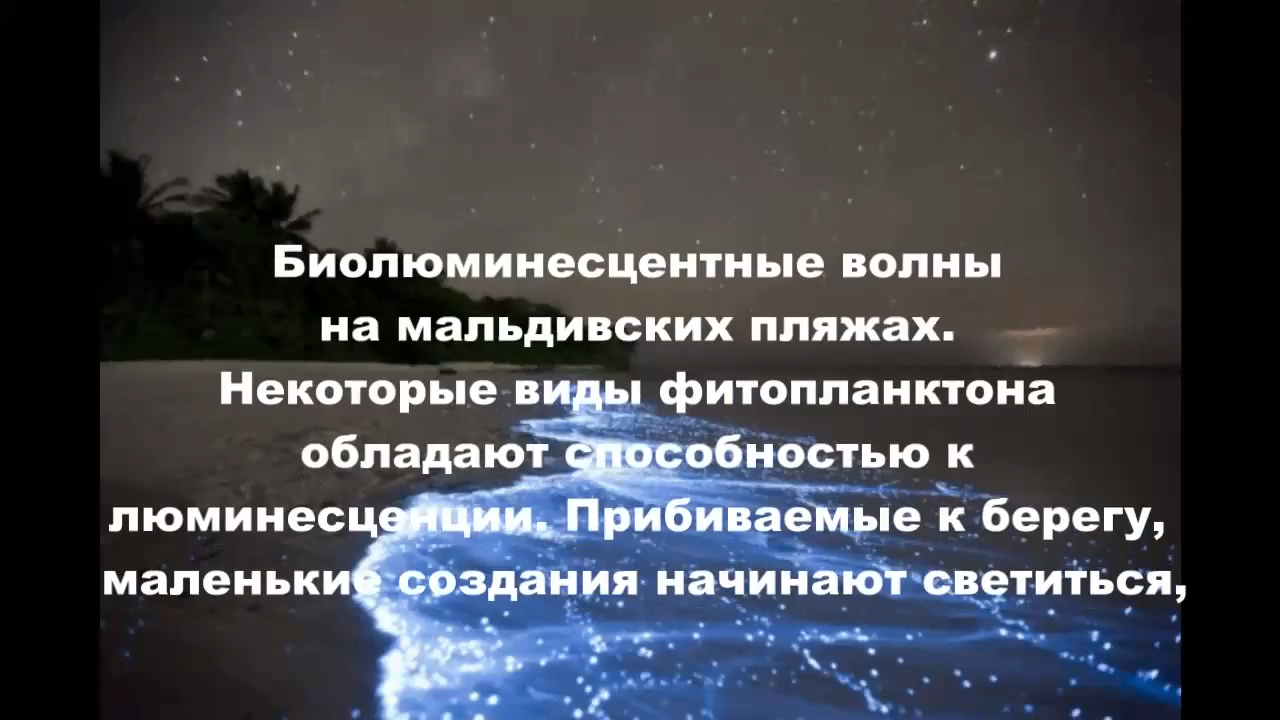 Биолюминесцентные волны
на мальдивских пляжах.
Некоторые виды фитопланктона
обладают способностью к
люминесценции. Прибиваемые к берегу,
маленькие создания начинают светиться,